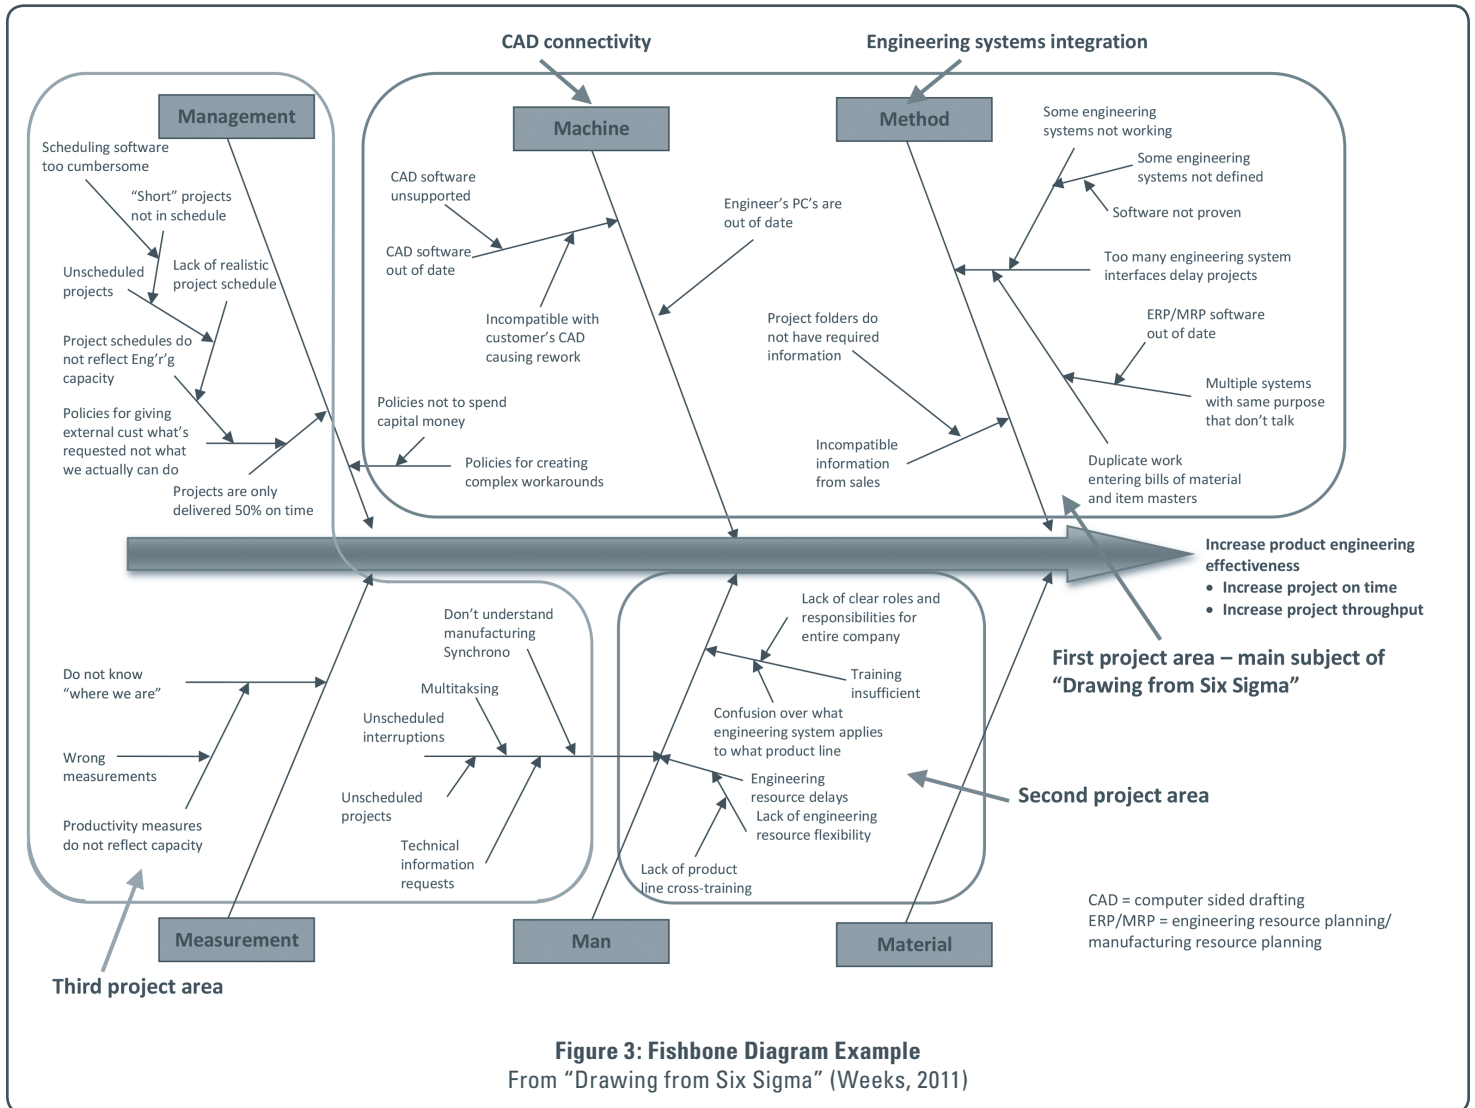 CAD connectivity
Engineering systems integration
Management
Machine
Method
Scheduling software
too cumbersome
“Short” projects
not in schedule
Unscheduled
projects
Lack of realistic
project schedule
Project schedules do
not reflect Eng’r’g
capacity
Policies for giving
external cust what’s
requested not what
we actually can do
Projects are only
delivered 50% on time
CAD software
unsupported
CAD software
out of date
Incompatible with
customer’s CAD
causing rework
Engineer’s PC’s are
out of date
Policies not to spend
capital money
Policies for creating
complex workarounds
Some engineering
systems not working
Some engineering
systems not defined
Software not proven
Too many engineering system
interfaces delay projects
Project folders do
not have required
information
ERP/MRP software
out of date
Multiple systems
with same purpose
that don’t talk
Incompatible
information
from sales
Duplicate work
entering bills of material
and item masters
Increase product engineering
effectiveness
• Increase project on time
• Increase project throughput
First project area – main subject of
“Drawing from Six Sigma”
Do not know
“where we are”
Wrong
measurements
Productivity measures
do not reflect capacity
Don’t understand
manufacturing
Synchrono
Multitaksing
Unscheduled
interruptions
Unscheduled
projects
Technical
information
requests
Lack of clear roles and
responsibilities for
entire company
Training
insufficient
Confusion over what
engineering system applies
to what product line
Engineering
resource delays
Lack of engineering
resource flexibility
Lack of product
line cross-training
Second project area
Measurement
Man
Material
Third project area
CAD = computer sided drafting
ERP/MRP = engineering resource planning/
manufacturing resource planning
Figure 3: Fishbone Diagram Example
From “Drawing from Six Sigma” (Weeks, 2011)